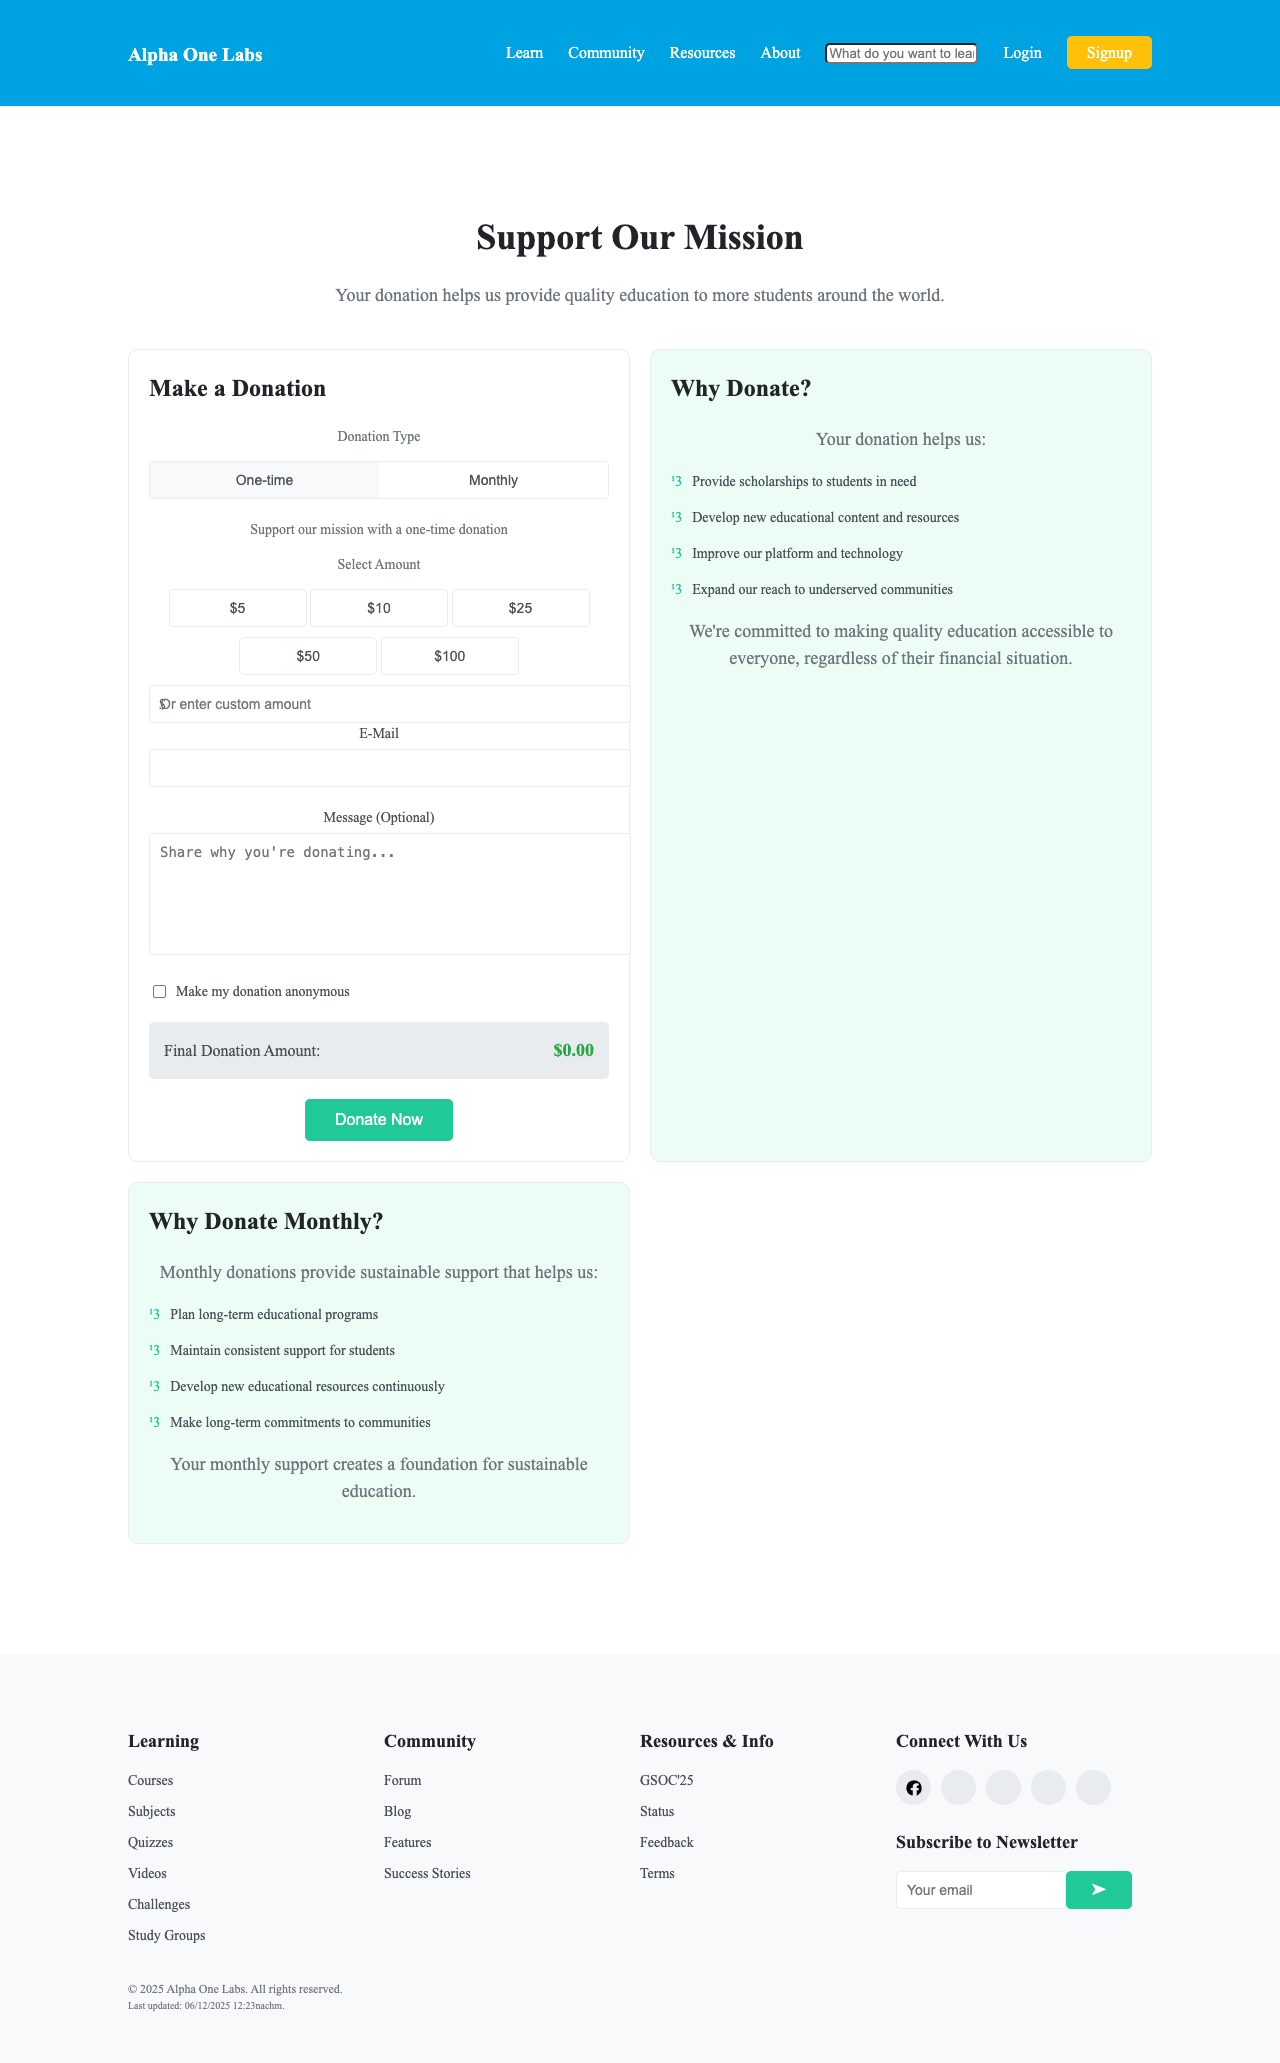 Alpha One Labs
Learn Community Resources About What do you want to lear Login Signup
Support Our Mission
Your donation helps us provide quality education to more students around the world.
Make a Donation
Donation Type
One-time Monthly
Support our mission with a one-time donation
Select Amount
$5 $10 $25
$50 $100
$ Or enter custom amount
E-Mail
Message (Optional)
Share why you're donating...
Make my donation anonymous
Final Donation Amount: $0.00
Donate Now
Why Donate?
Your donation helps us:
'3 Provide scholarships to students in need
'3 Develop new educational content and resources
'3 Improve our platform and technology
'3 Expand our reach to underserved communities
We're committed to making quality education accessible to
everyone, regardless of their financial situation.
Why Donate Monthly?
Monthly donations provide sustainable support that helps us:
'3 Plan long-term educational programs
'3 Maintain consistent support for students
'3 Develop new educational resources continuously
'3 Make long-term commitments to communities
Your monthly support creates a foundation for sustainable
education.
Learning
Courses
Subjects
Quizzes
Videos
Challenges
Study Groups
Community
Forum
Blog
Features
Success Stories
Resources & Info
GSOC'25
Status
Feedback
Terms
Connect With Us
Subscribe to Newsletter
Your email ➤
© 2025 Alpha One Labs. All rights reserved.
Last updated: 06/12/2025 12:23nachm.